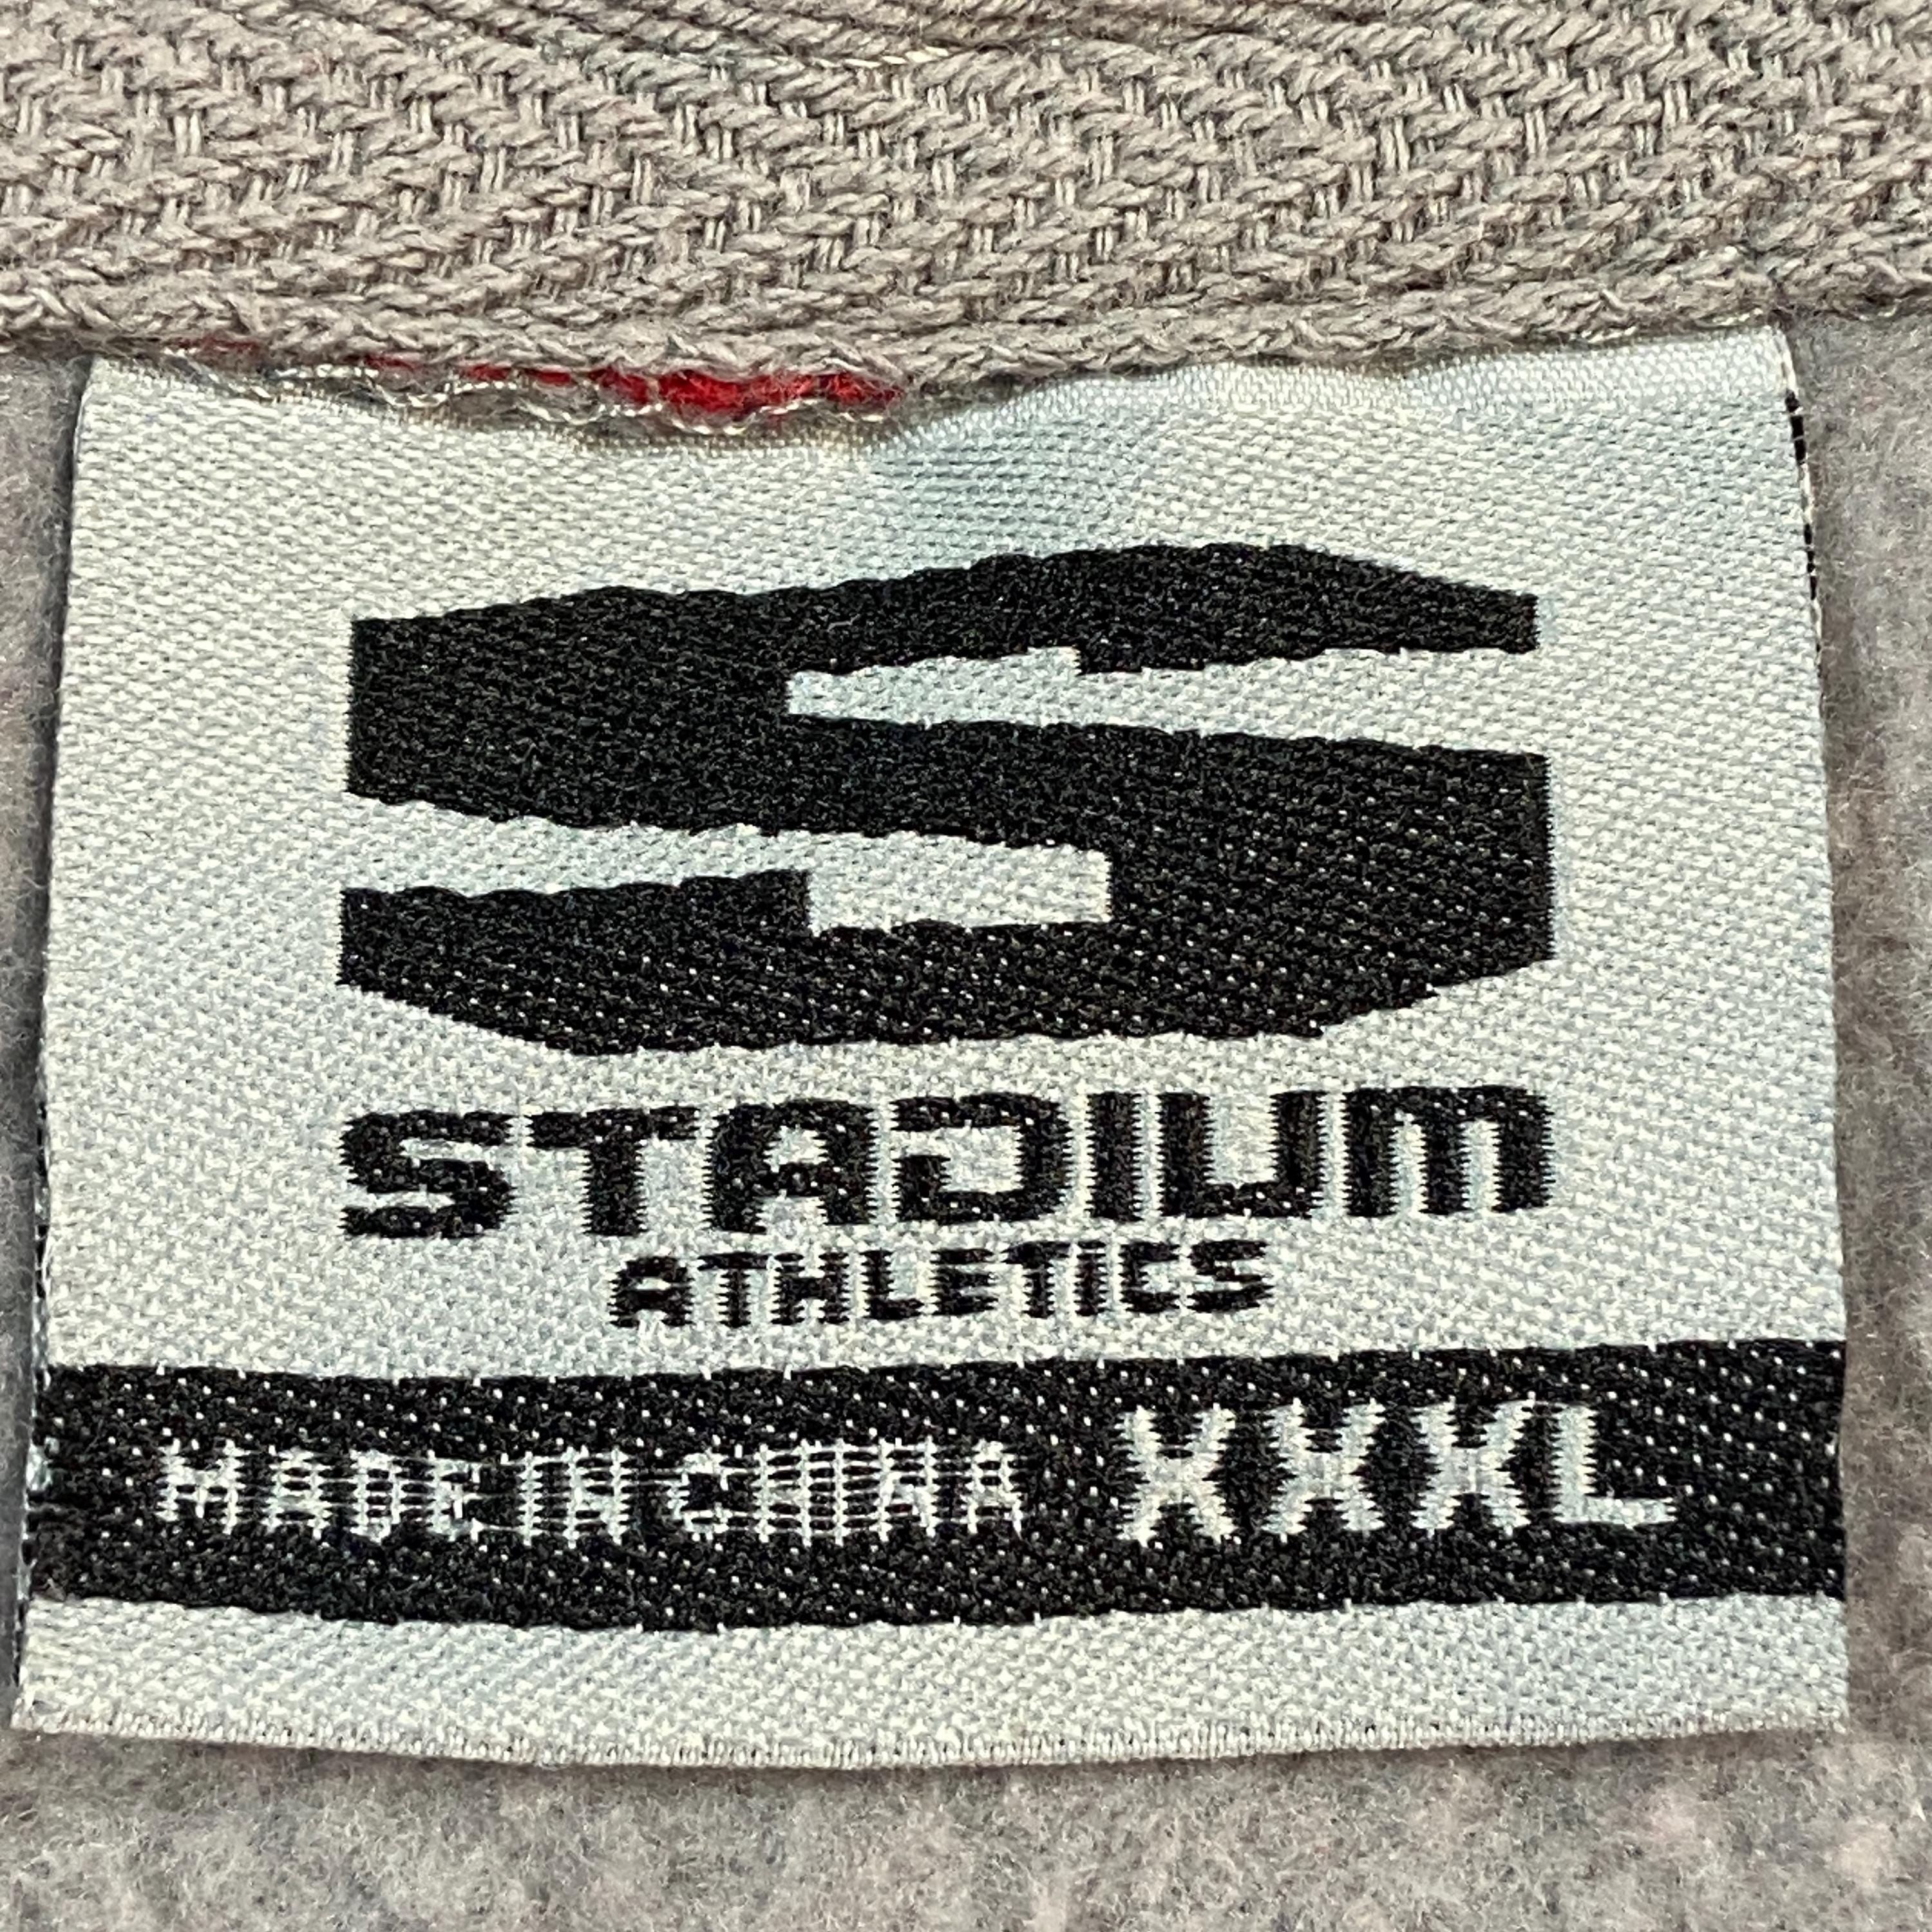 S
STADIUM
ATHLETICS
MADE IN CHINA XXXL